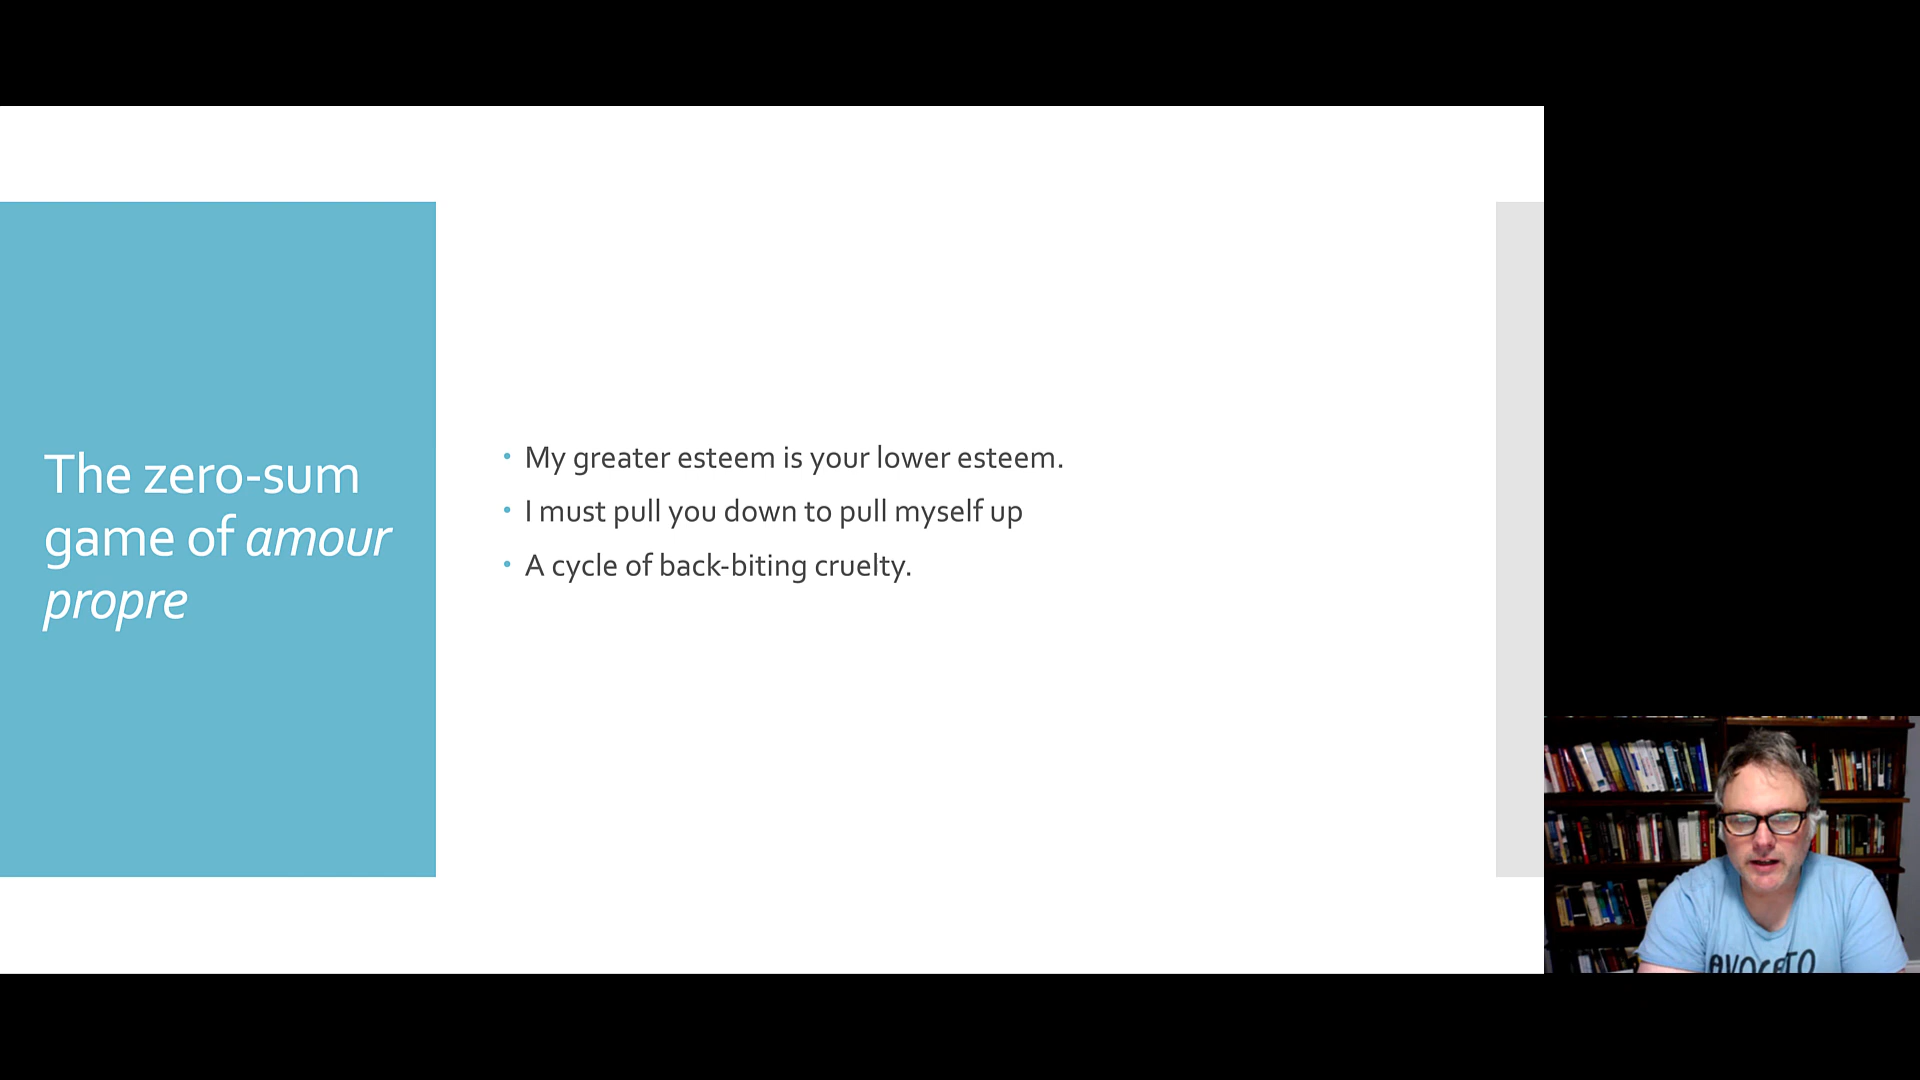 The zero-sum
game of amour
propre
• My greater esteem is your lower esteem.
• I must pull you down to pull myself up
• A cycle of back-biting cruelty.